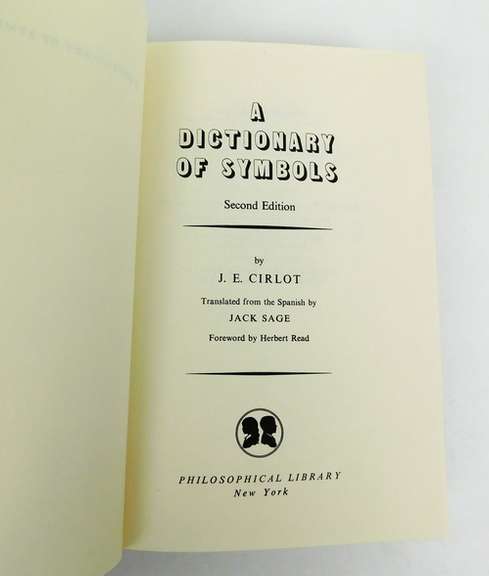 A
DICTIONARY
OF SYMBOLS
Second Edition
by
J. E. CIRLOT
Translated from the Spanish by
JACK SAGE
Foreword by Herbert Read
PHILOSOPHICAL LIBRARY
New York